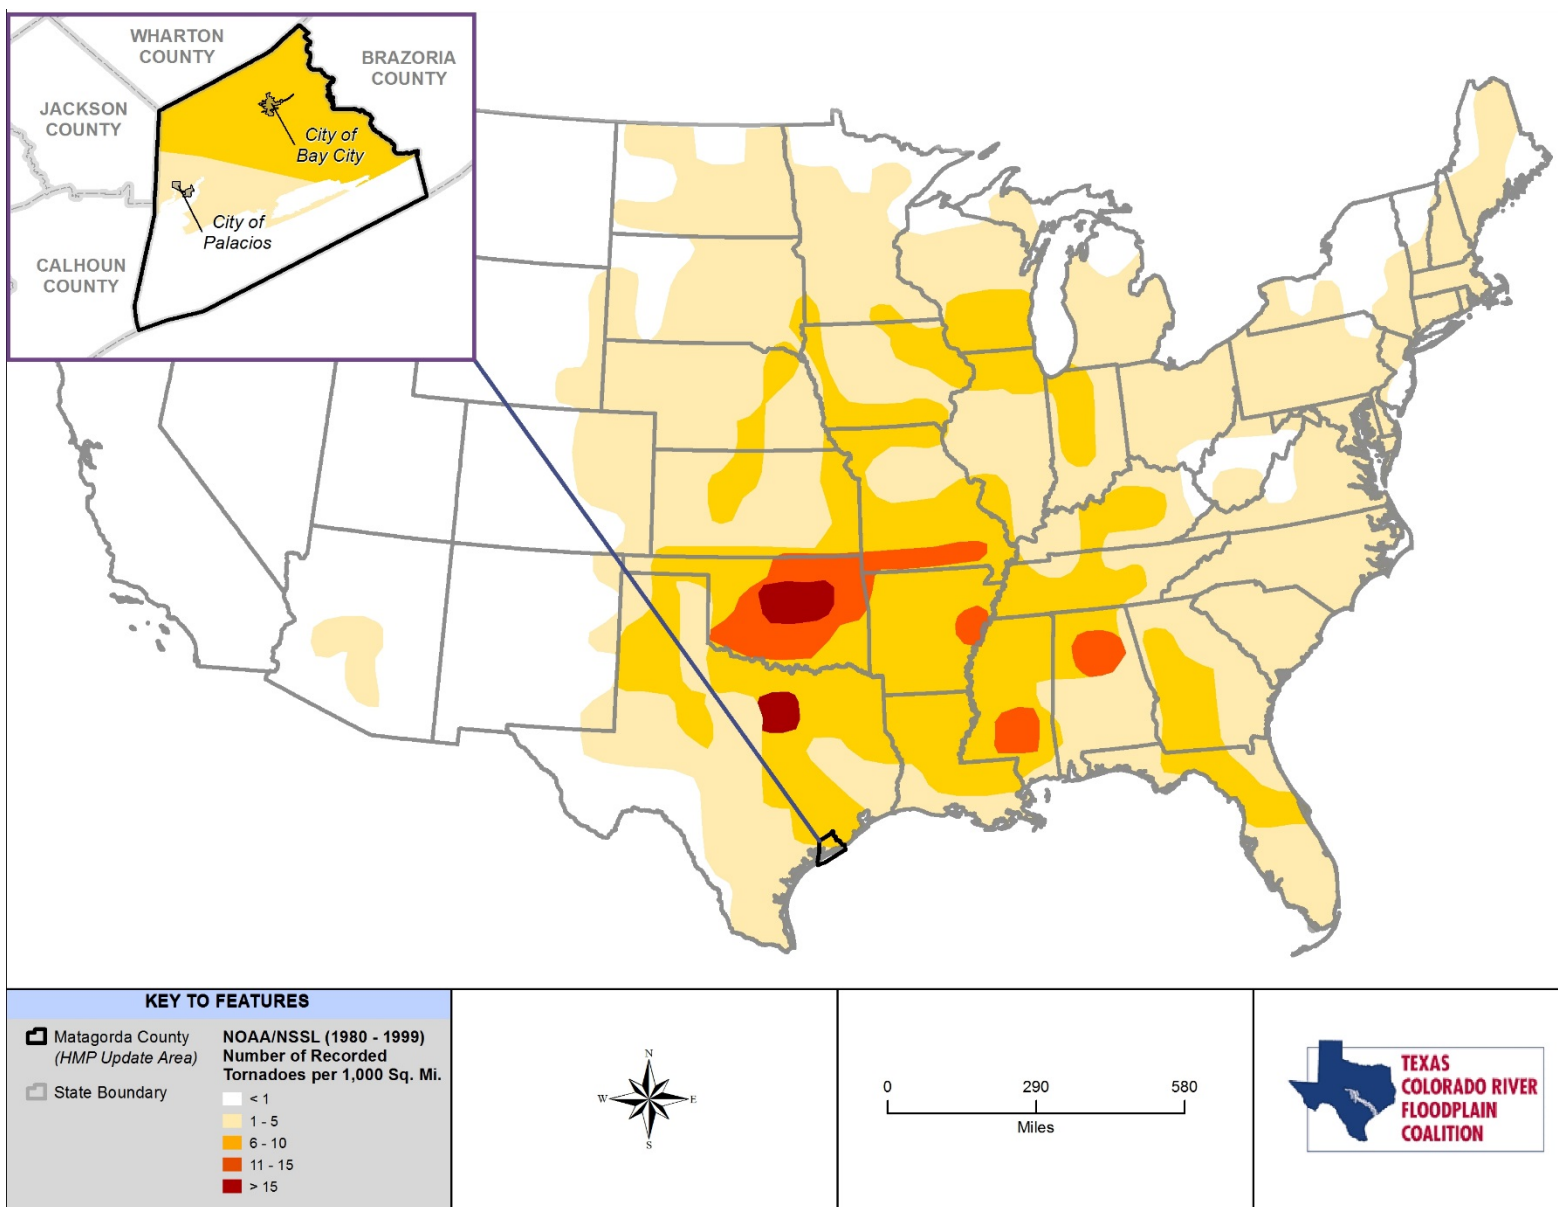 WHARTON
COUNTY
BRAZORIA
COUNTY
JACKSON
COUNTY
City of
Bay City
City of
Palacios
CALHOUN
COUNTY
KEY TO FEATURES
Matagorda County
(HMP Update Area)
State Boundary
NOAA/NSSL (1980 - 1999)
Number of Recorded
Tornadoes per 1,000 Sq. Mi.
< 1
1 - 5
6 - 10
11 - 15
> 15
N
W
E
S
0
290
580
Miles
TEXAS
COLORADO RIVER
FLOODPLAIN
COALITION